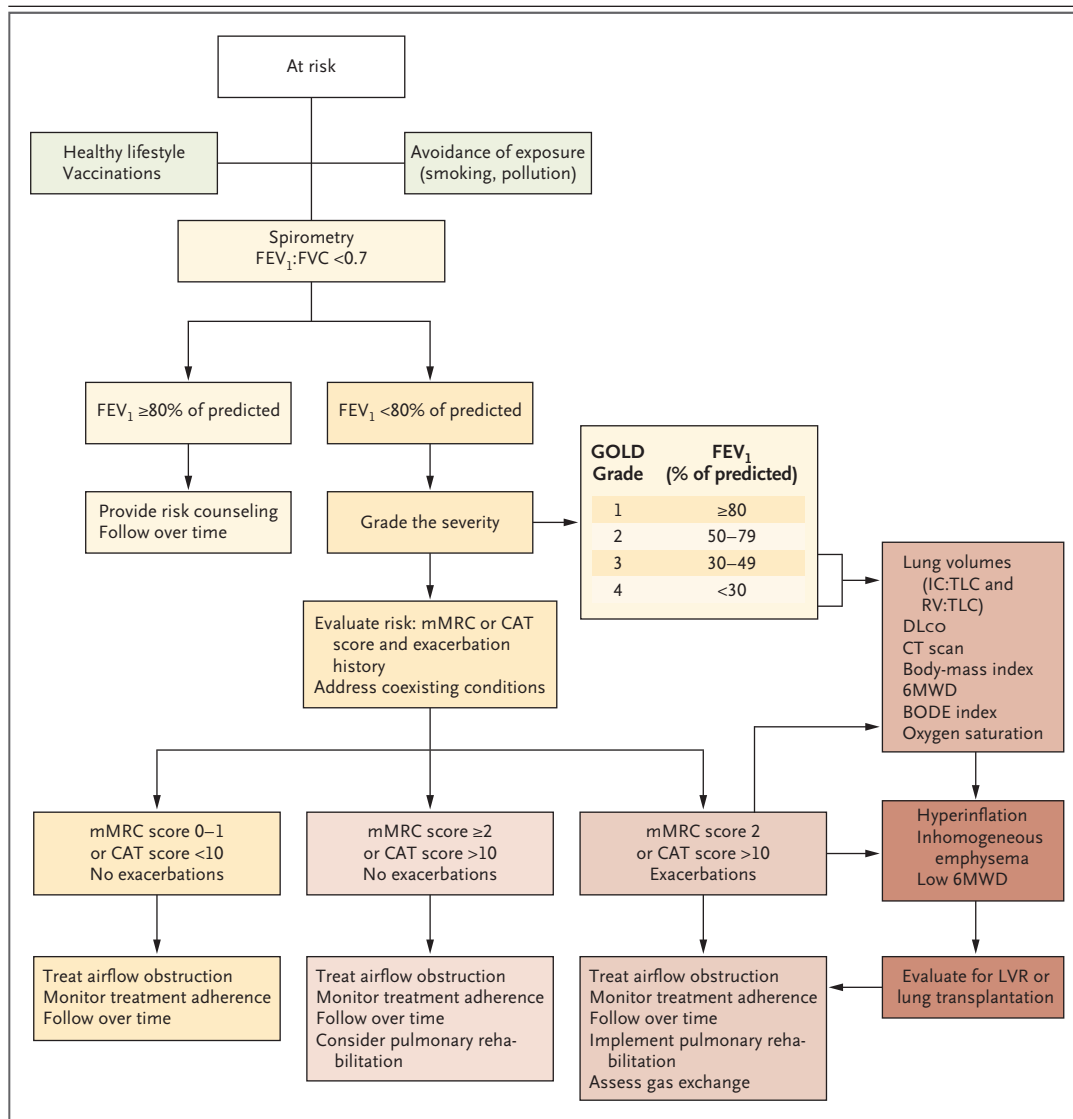 At risk
Healthy lifestyle
Vaccinations
Avoidance of exposure
(smoking, pollution)
Spirometry
FEV₁:FVC <0.7
FEV₁ ≥80% of predicted
FEV₁ <80% of predicted
Provide risk counseling
Follow over time
Grade the severity
GOLD FEV₁
Grade (% of predicted)
1 ≥80
2 50–79
3 30–49
4 <30
Lung volumes
(IC:TLC and
RV:TLC)
DLCO
CT scan
Body-mass index
6MWD
BODE index
Oxygen saturation
Evaluate risk: mMRC or CAT
score and exacerbation
history
Address coexisting conditions
mMRC score 0–1
or CAT score <10
No exacerbations
mMRC score ≥2
or CAT score >10
No exacerbations
mMRC score 2
or CAT score >10
Exacerbations
Hyperinflation
Inhomogeneous
emphysema
Low 6MWD
Treat airflow obstruction
Monitor treatment adherence
Follow over time
Treat airflow obstruction
Monitor treatment adherence
Follow over time
Consider pulmonary reha-
bilitation
Treat airflow obstruction
Monitor treatment adherence
Follow over time
Implement pulmonary reha-
bilitation
Assess gas exchange
Evaluate for LVR or
lung transplantation